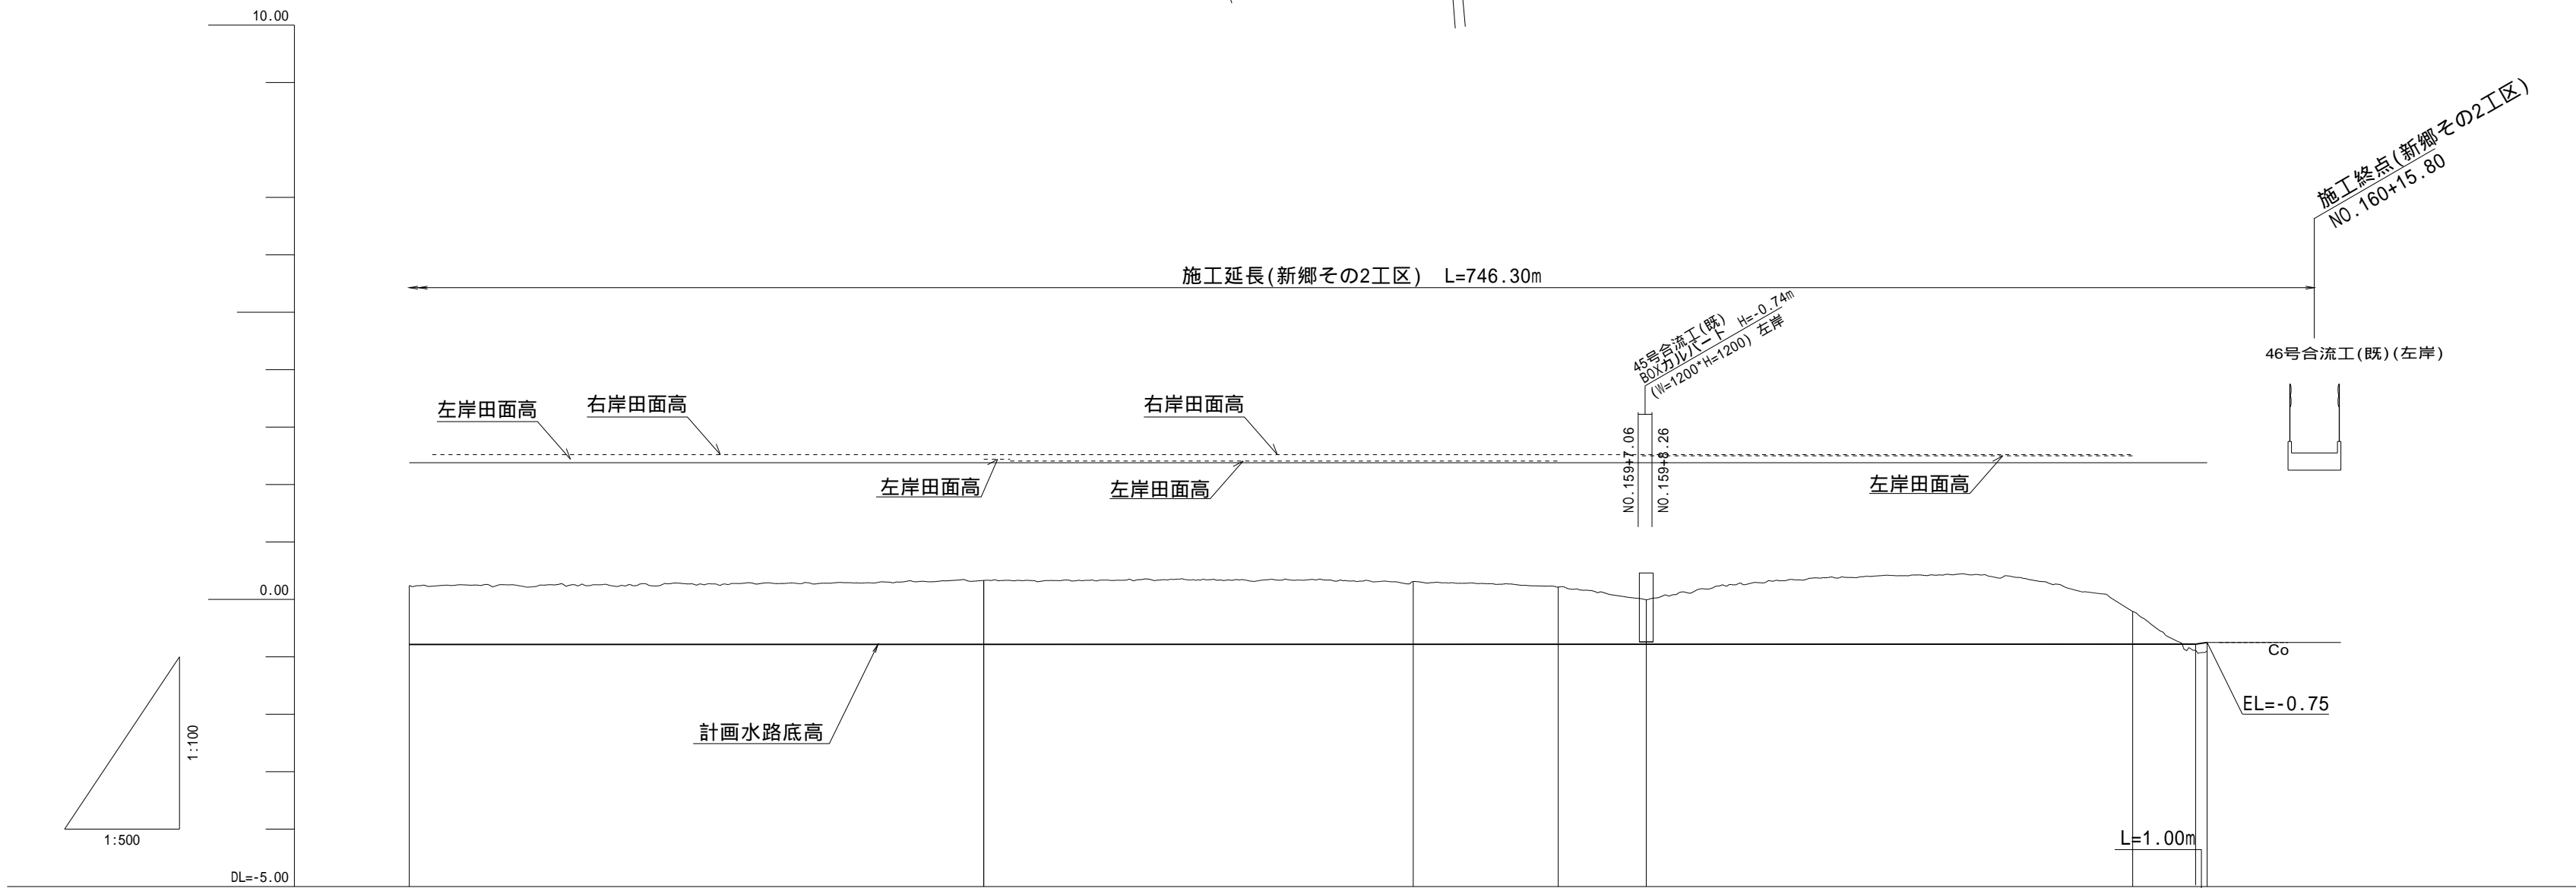 10.00
施工終点(新郷その2工区)
NO.160+15.80
施工延長(新郷その2工区) L=746.30m
45号合流工(既)
BOXカルバート H=-0.74m
(W=1200*H=1200) 左岸
46号合流工(既)(左岸)
左岸田面高
右岸田面高
右岸田面高
NO.159+7.06
NO.159+8.26
左岸田面高
左岸田面高
左岸田面高
0.00
Co
EL=-0.75
計画水路底高
1:100
1:500
L=1.00m
DL=-5.00